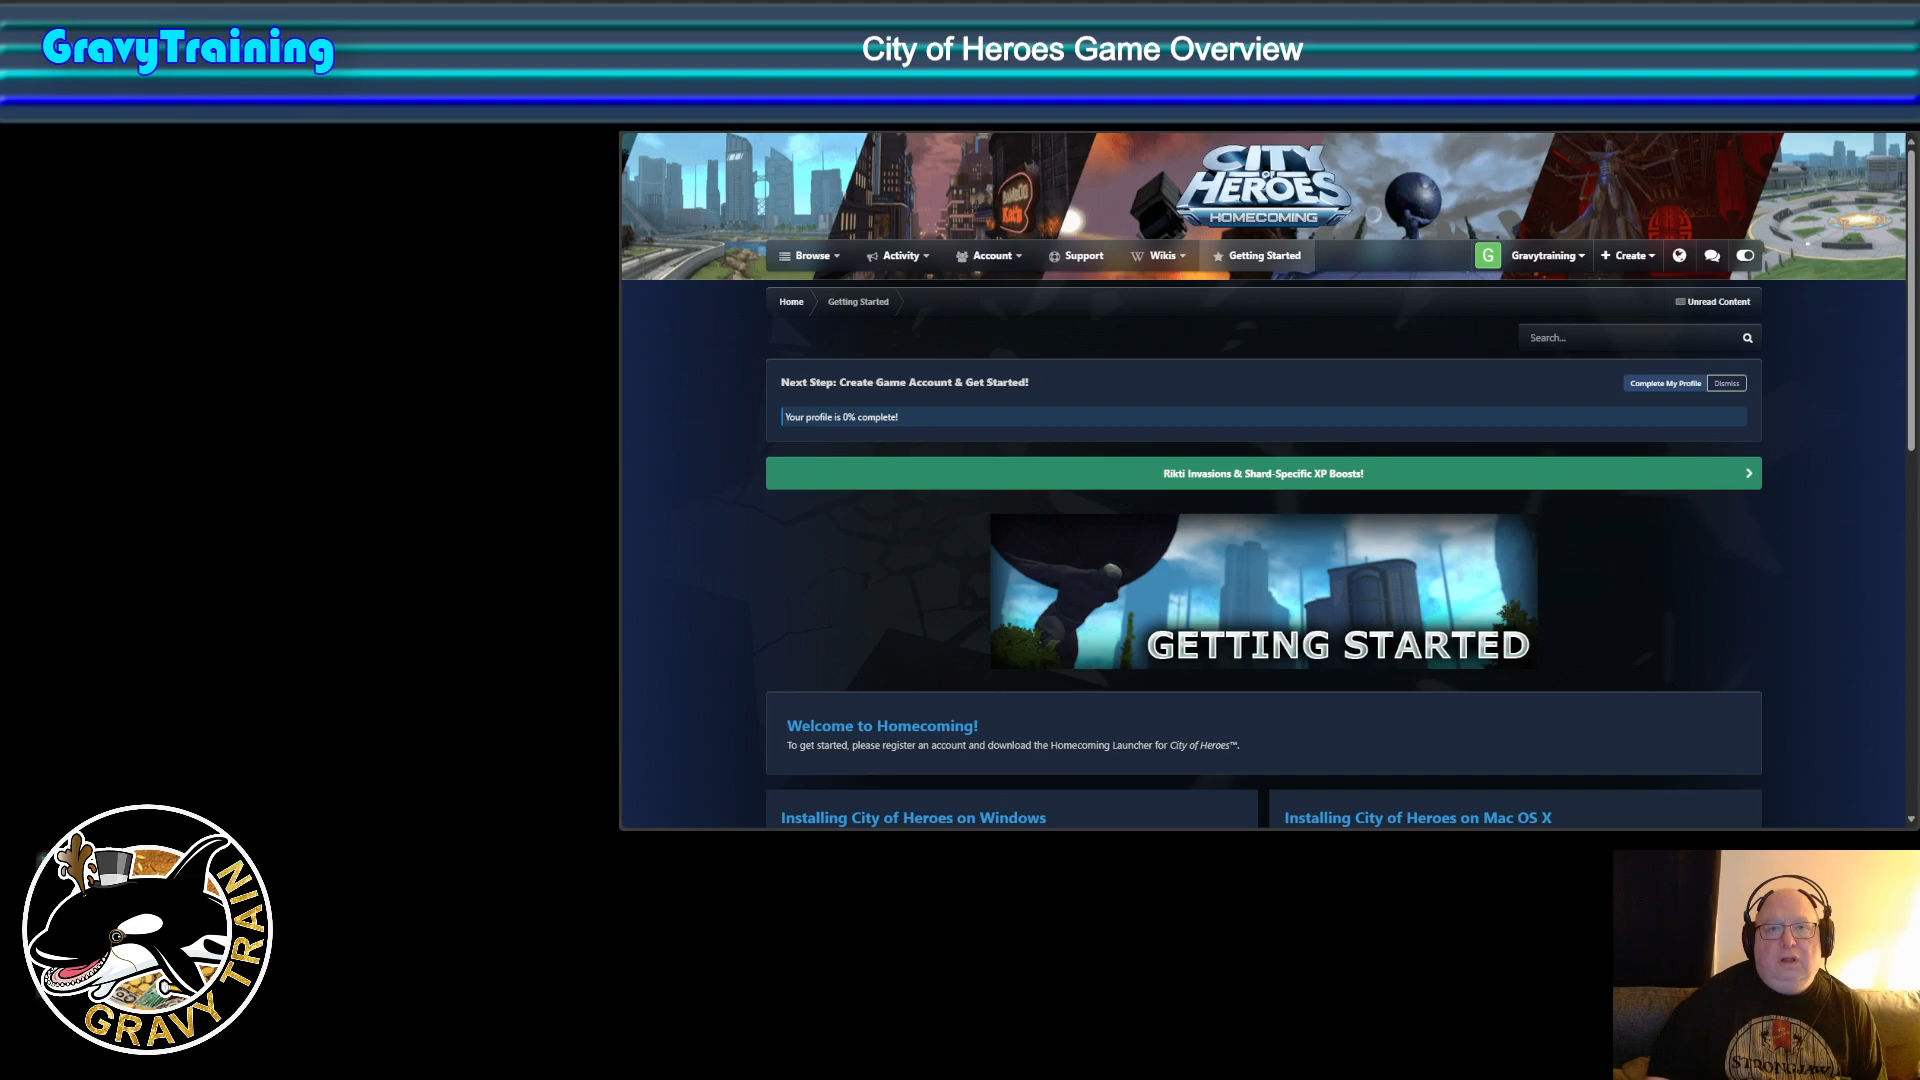 GravyTraining
City of Heroes Game Overview
CITY
OF
HEROES
HOMECOMING
Browse
Activity
Account
Support
Wikis
Getting Started
G
Gravytraining
+ Create
Home
Getting Started
Unread Content
Search...
Next Step: Create Game Account & Get Started!
Complete My Profile
Dismiss
Your profile is 0% complete!
Rikti Invasions & Shard-Specific XP Boosts!
GETTING STARTED
Welcome to Homecoming!
To get started, please register an account and download the Homecoming Launcher for City of Heroes™.
Installing City of Heroes on Windows
Installing City of Heroes on Mac OS X
GRAVY TRAIN
STRONGJAW